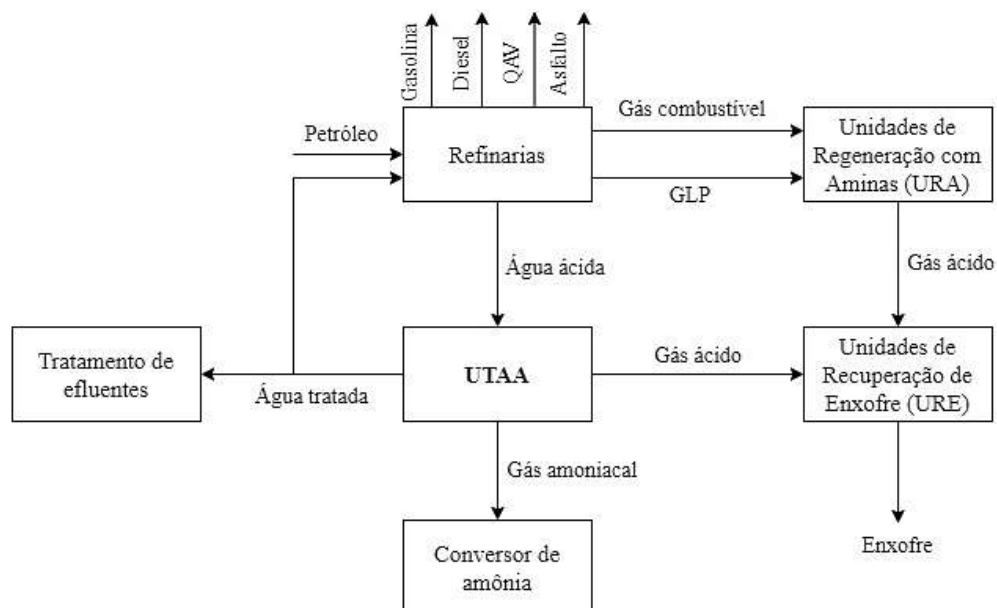 Gasolina
Diesel
QAV
Asfalto
Petróleo
Refinarias
Gás combustível
GLP
Unidades de
Regeneração com
Aminas (URA)
Água ácida
Gás ácido
Tratamento de
efluentes
Água tratada
UTAA
Gás ácido
Unidades de
Recuperação de
Enxofre (URE)
Gás amoniacal
Conversor de
amônia
Enxofre